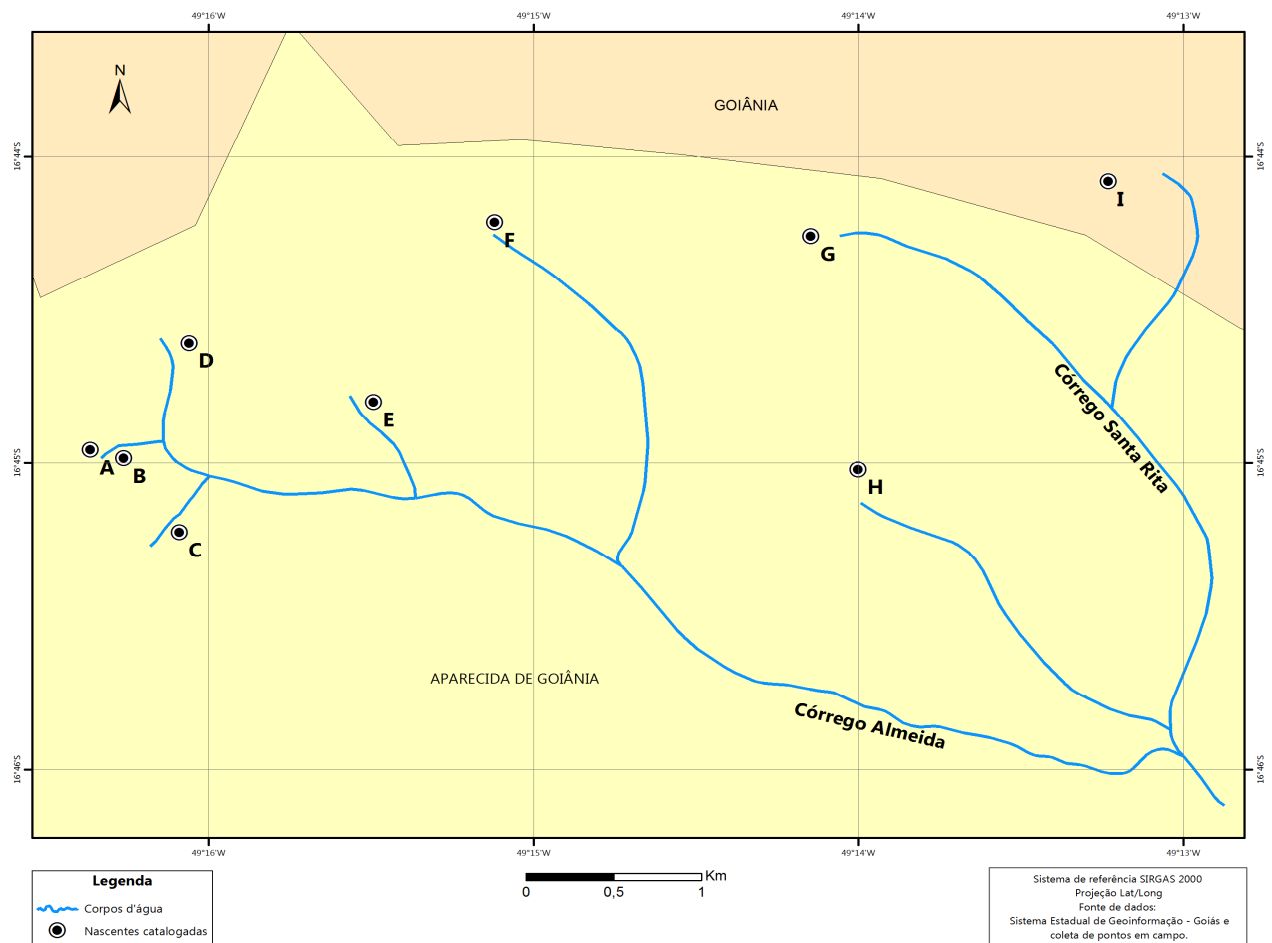 49°16'W
49°15'W
49°14'W
49°13'W
16°44'S
16°44'S
N
GOIÂNIA
I
F
G
D
E
Córrego Santa Rita
A
B
16°45'S
16°45'S
H
C
APARECIDA DE GOIÂNIA
Córrego Almeida
16°46'S
16°46'S
49°16'W
49°15'W
49°14'W
49°13'W
Legenda
Corpos d'água
Nascentes catalogadas
Km
0
0,5
1
Sistema de referência SIRGAS 2000
Projeção Lat/Long
Fonte de dados:
Sistema Estadual de Geoinformação - Goiás e
coleta de pontos em campo.